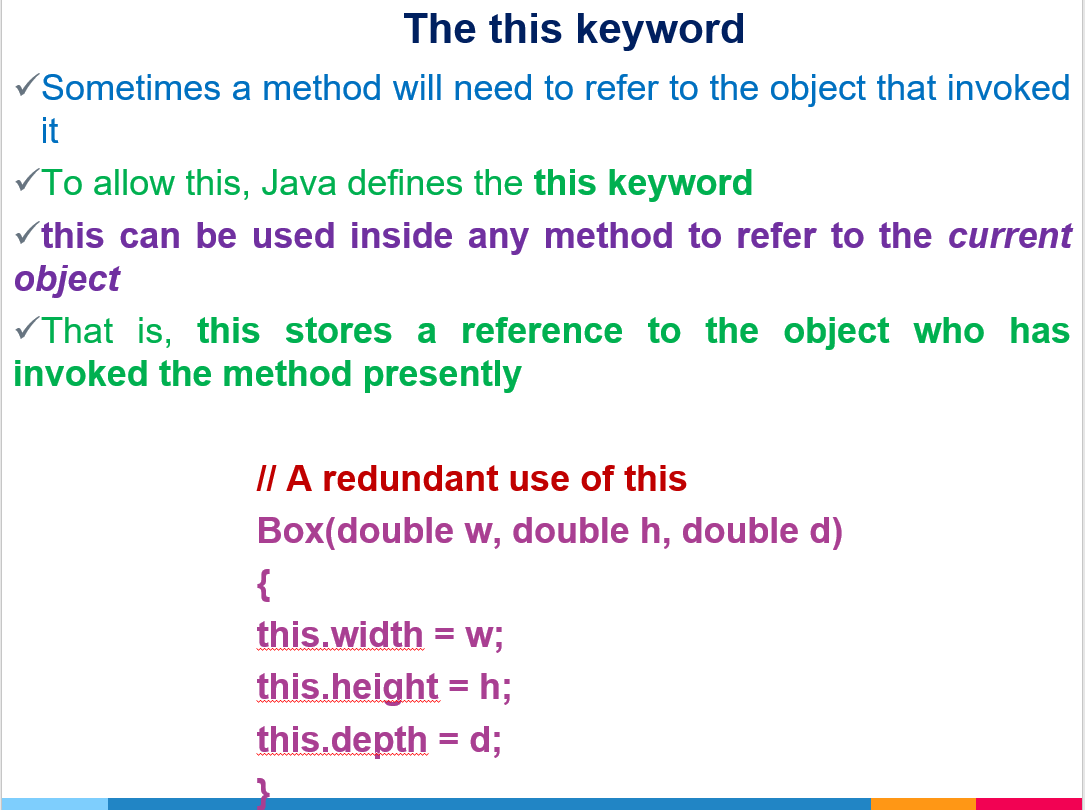 The this keyword
✓Sometimes a method will need to refer to the object that invoked
it
✓To allow this, Java defines the this keyword
✓this can be used inside any method to refer to the current
object
✓That is, this stores a reference to the object who has
invoked the method presently
// A redundant use of this
Box(double w, double h, double d)
{
this.width = w;
this.height = h;
this.depth = d;
}